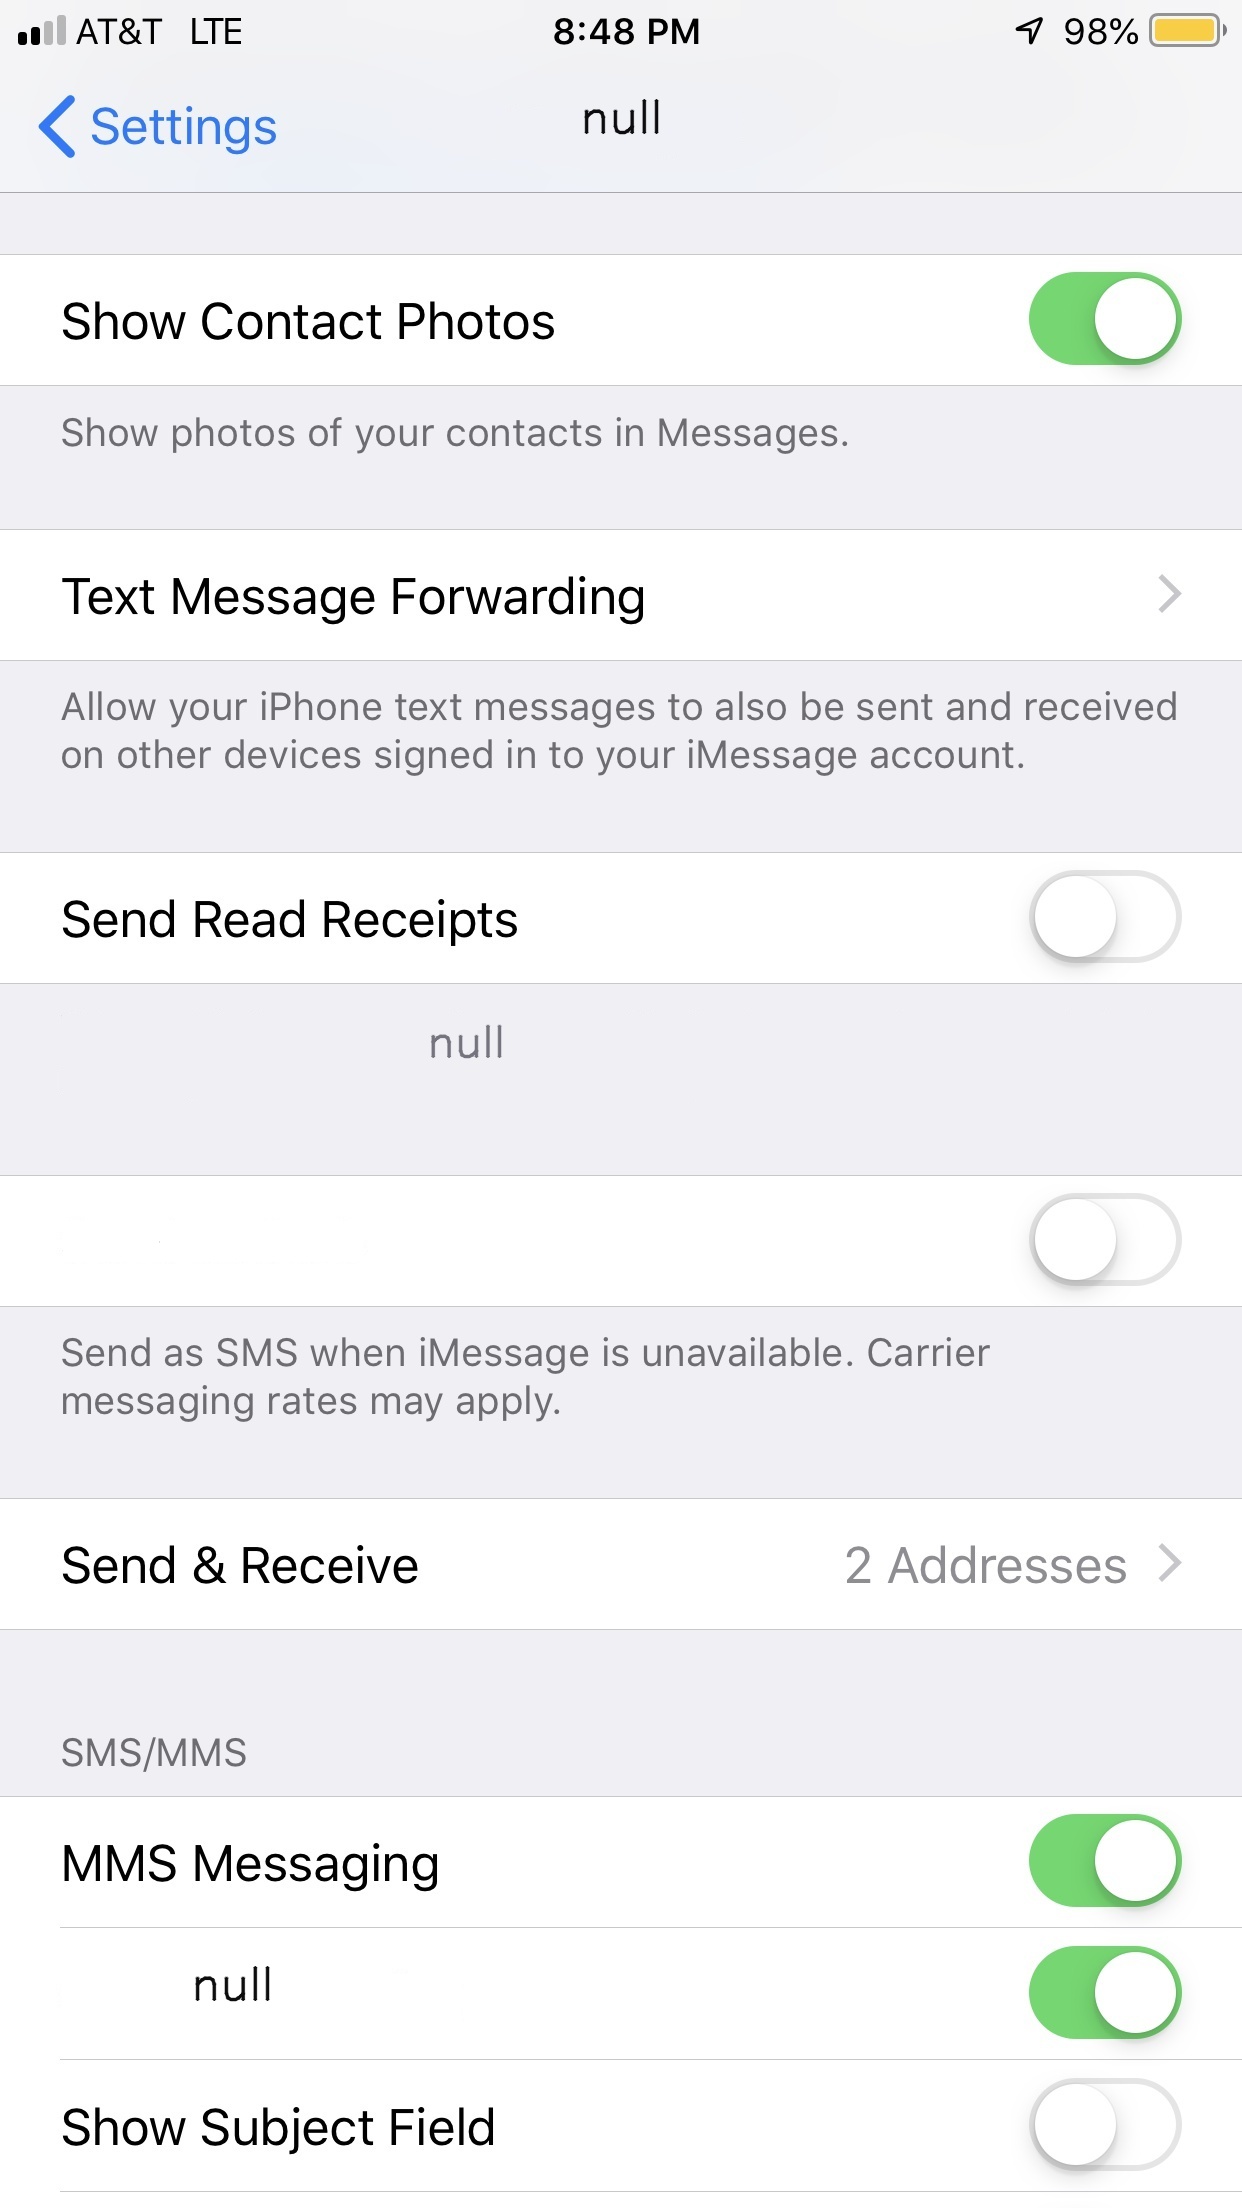 AT&T LTE 8:48 PM 98%
Settings null
Show Contact Photos
Show photos of your contacts in Messages.
Text Message Forwarding
Allow your iPhone text messages to also be sent and received
on other devices signed in to your iMessage account.
Send Read Receipts
null
Send as SMS when iMessage is unavailable. Carrier
messaging rates may apply.
Send & Receive 2 Addresses
SMS/MMS
MMS Messaging
null
Show Subject Field